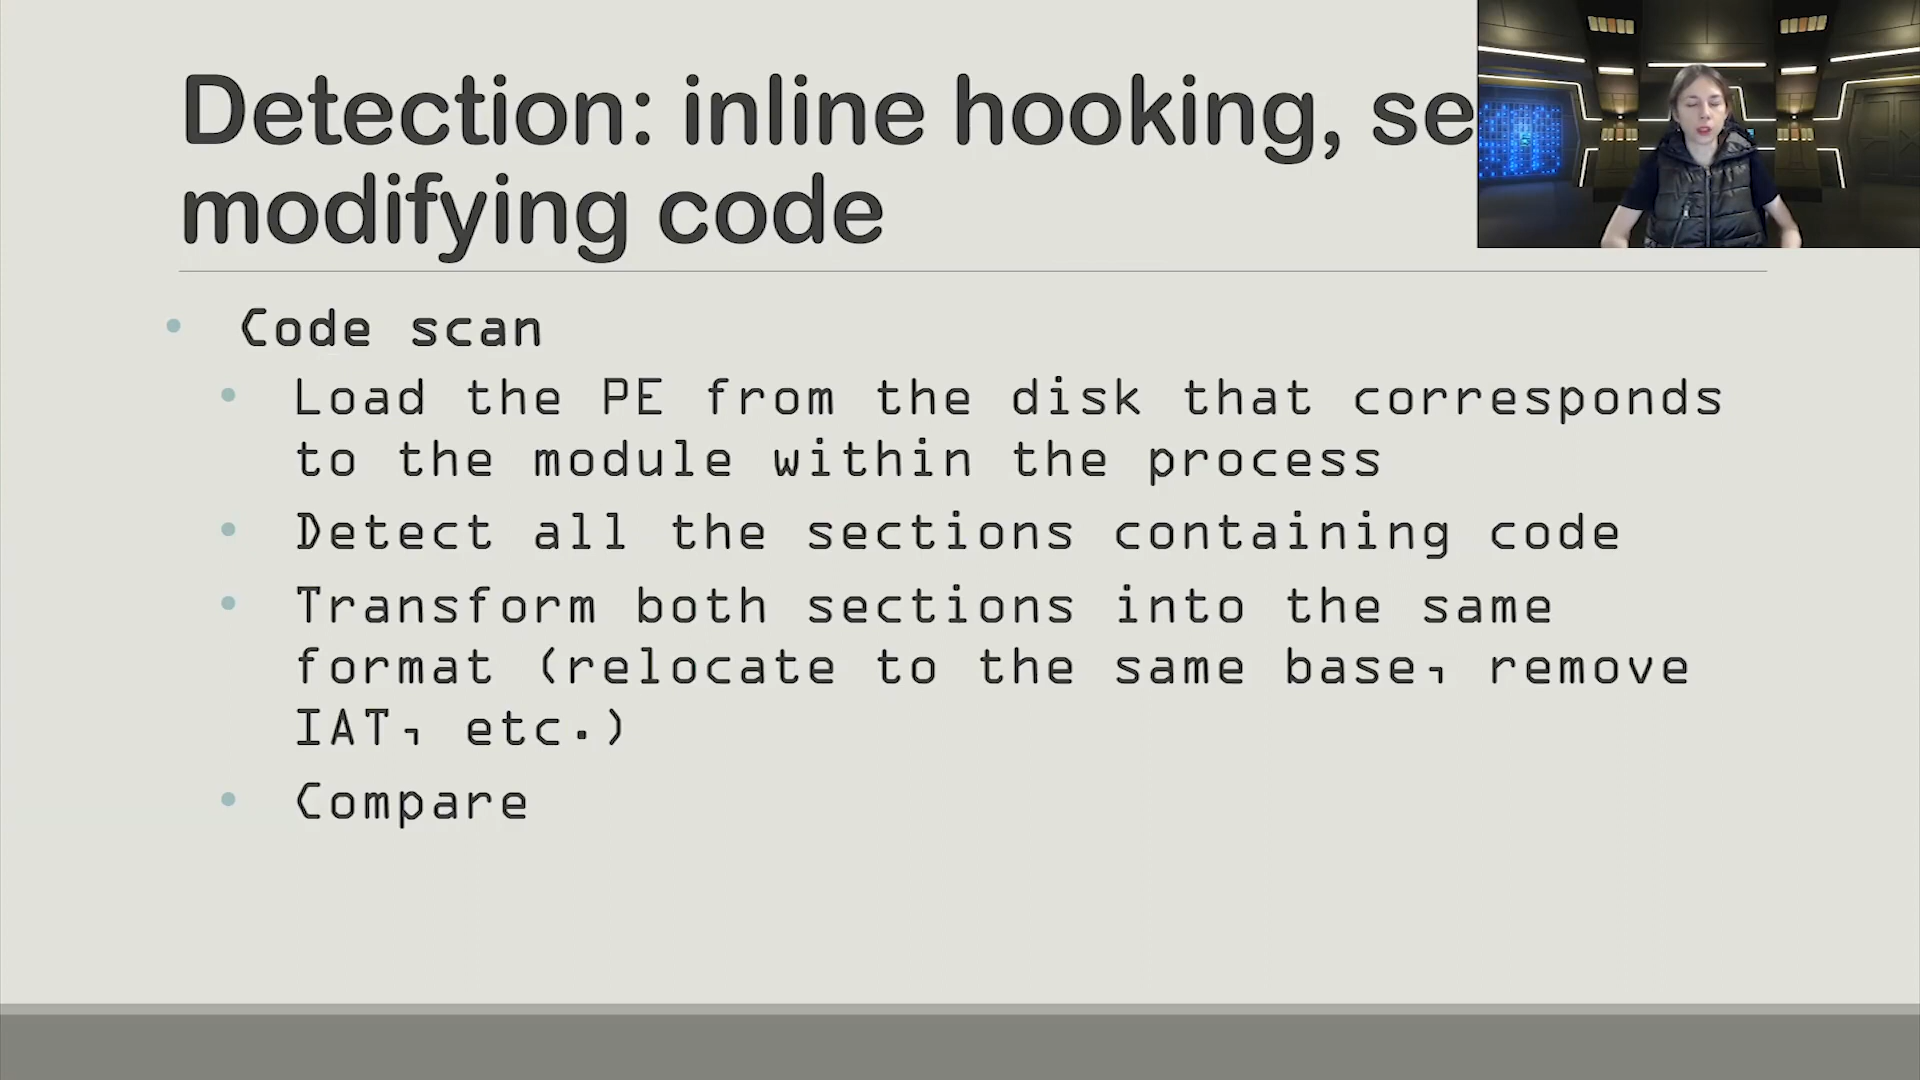 Detection: inline hooking, se
modifying code
Code scan
Load the PE from the disk that corresponds
to the module within the process
Detect all the sections containing code
Transform both sections into the same
format (relocate to the same base, remove
IAT, etc.)
Compare